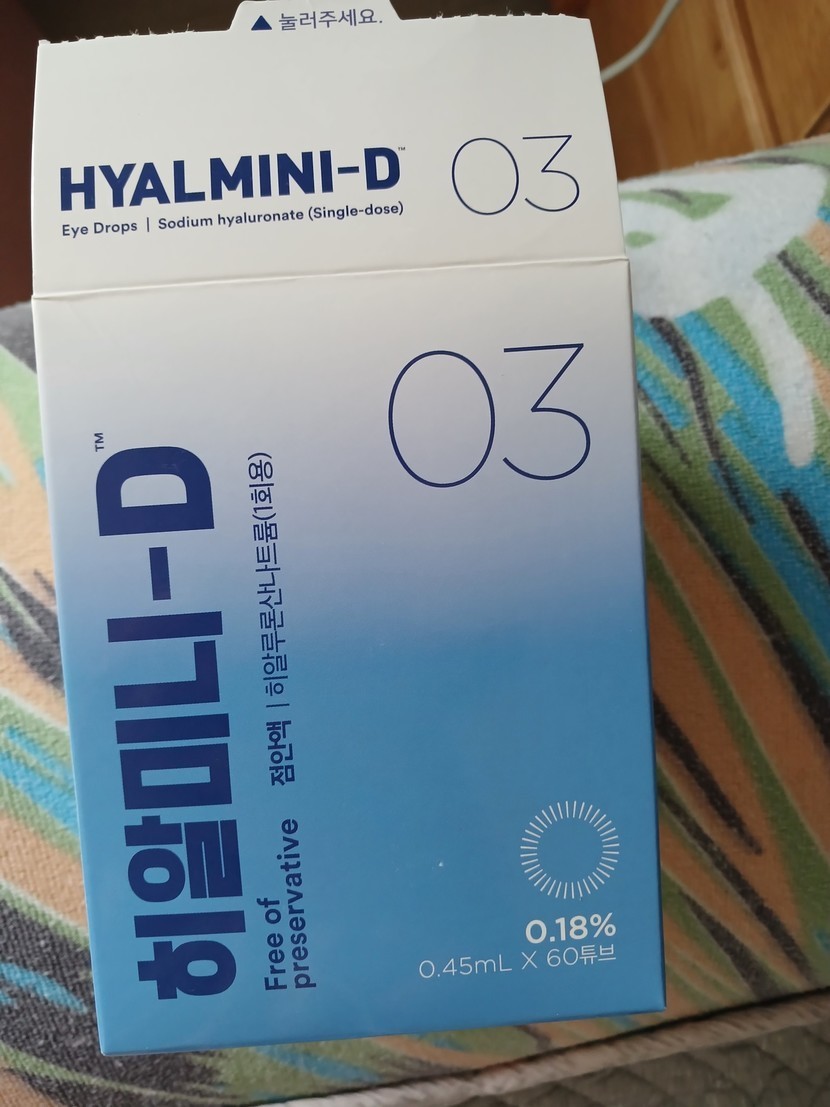 ▲ 눌러주세요.
HYALMINI-D™
Eye Drops | Sodium hyaluronate (Single-dose)
03
03
히알미니-D™
점안액 | 히알루론산나트륨(1회용)
Free of
preservative
0.18%
0.45mL X 60튜브